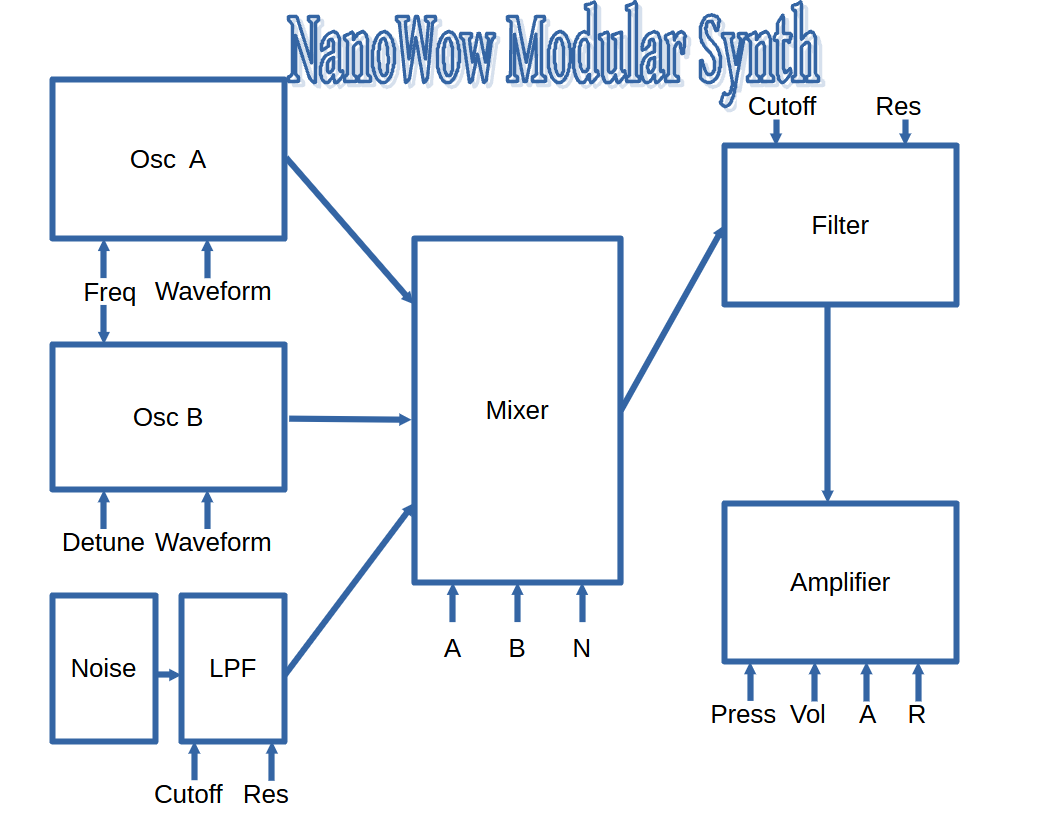 NanoWow Modular Synth
Osc A
Freq
Waveform
Osc B
Detune
Waveform
Noise
LPF
Cutoff
Res
Mixer
A
B
N
Cutoff
Res
Filter
Amplifier
Press
Vol
A
R